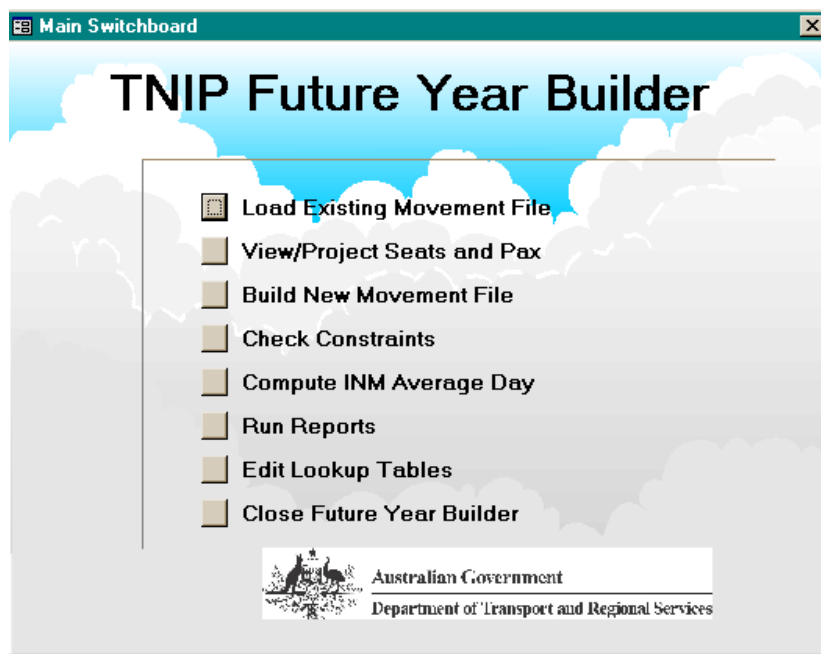 Main Switchboard
TNIP Future Year Builder
Load Existing Movement File
View/Project Seats and Pax
Build New Movement File
Check Constraints
Compute INM Average Day
Run Reports
Edit Lookup Tables
Close Future Year Builder
Australian Government
Department of Transport and Regional Services